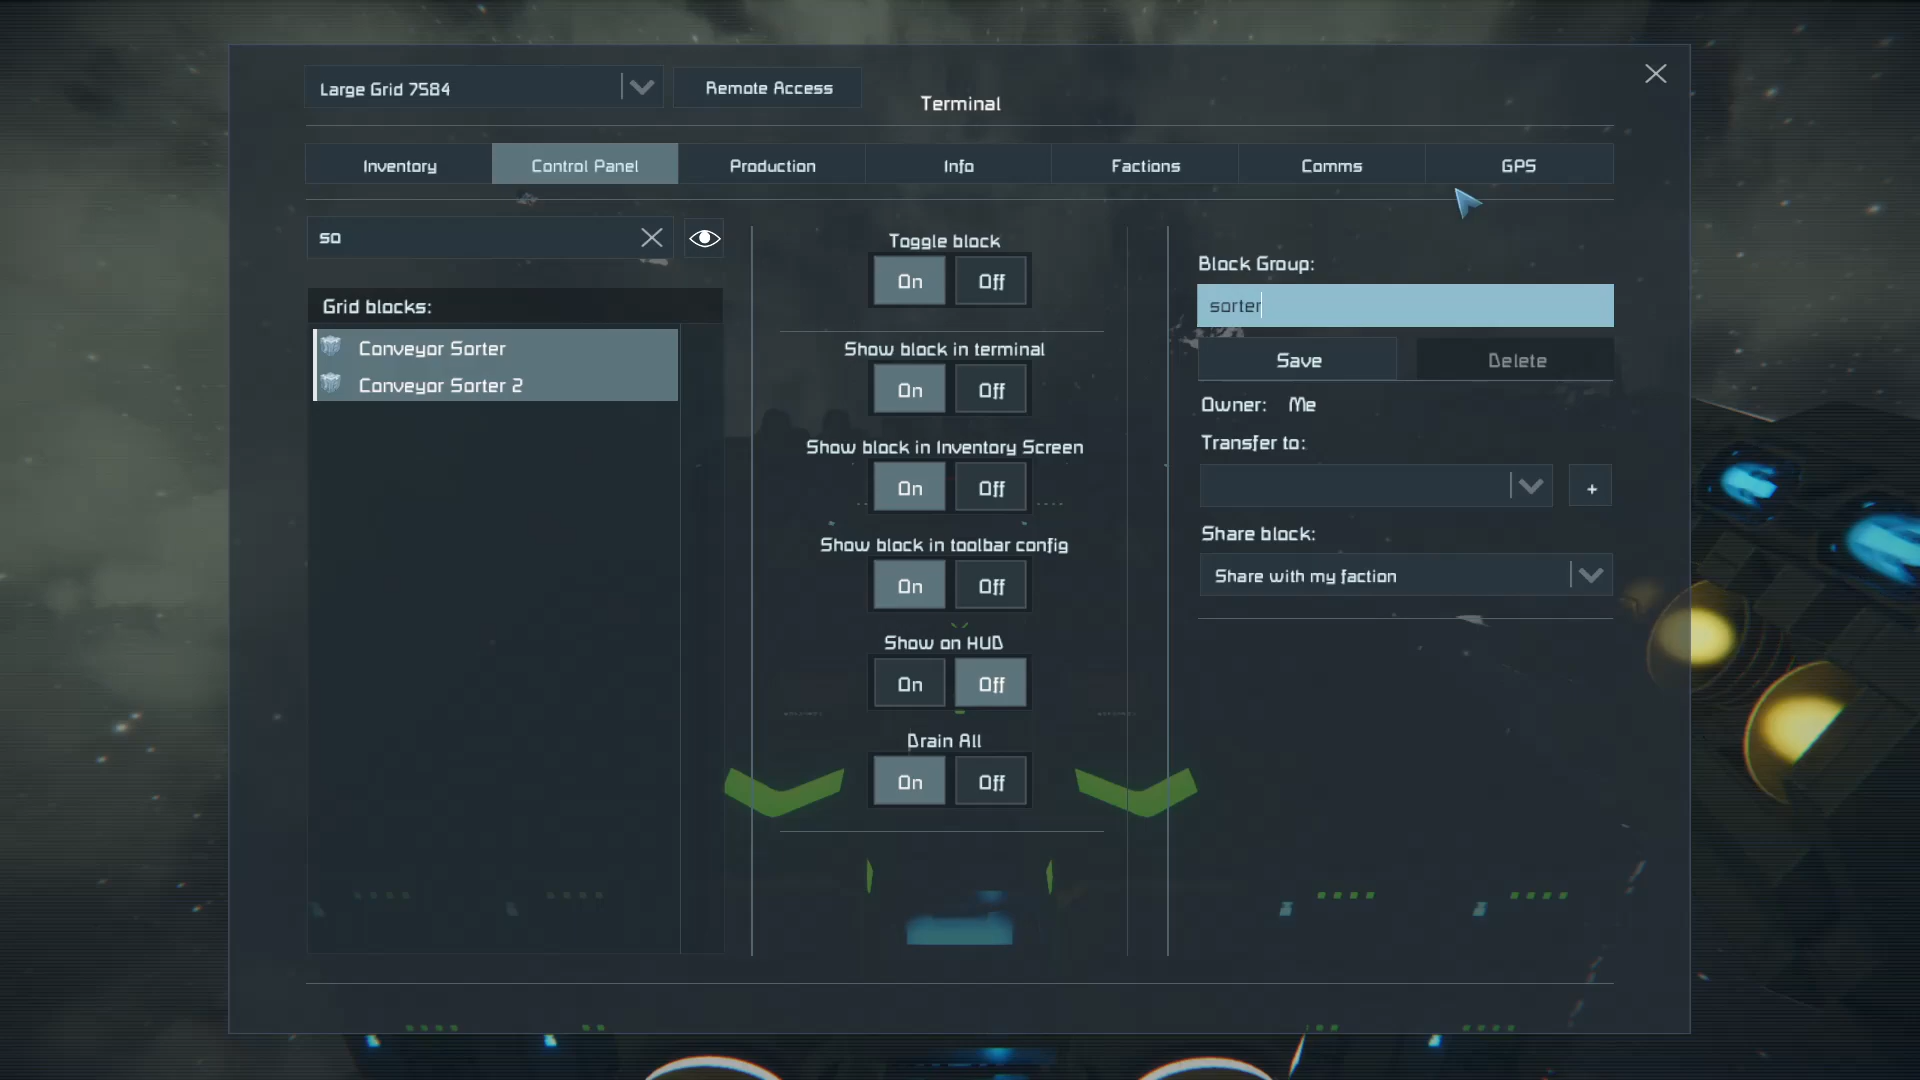 Large Grid 7584
Remote Access
Terminal
Inventory
Control Panel
Production
Info
Factions
Comms
GPS
so
Grid blocks:
Conveyor Sorter
Conveyor Sorter 2
Toggle block
On Off
Show block in terminal
On Off
Show block in Inventory Screen
On Off
Show block in toolbar config
On Off
Show on HUD
On Off
Drain All
On Off
Block Group:
sorter
Save
Delete
Owner: Me
Transfer to:
+
Share block:
Share with my faction